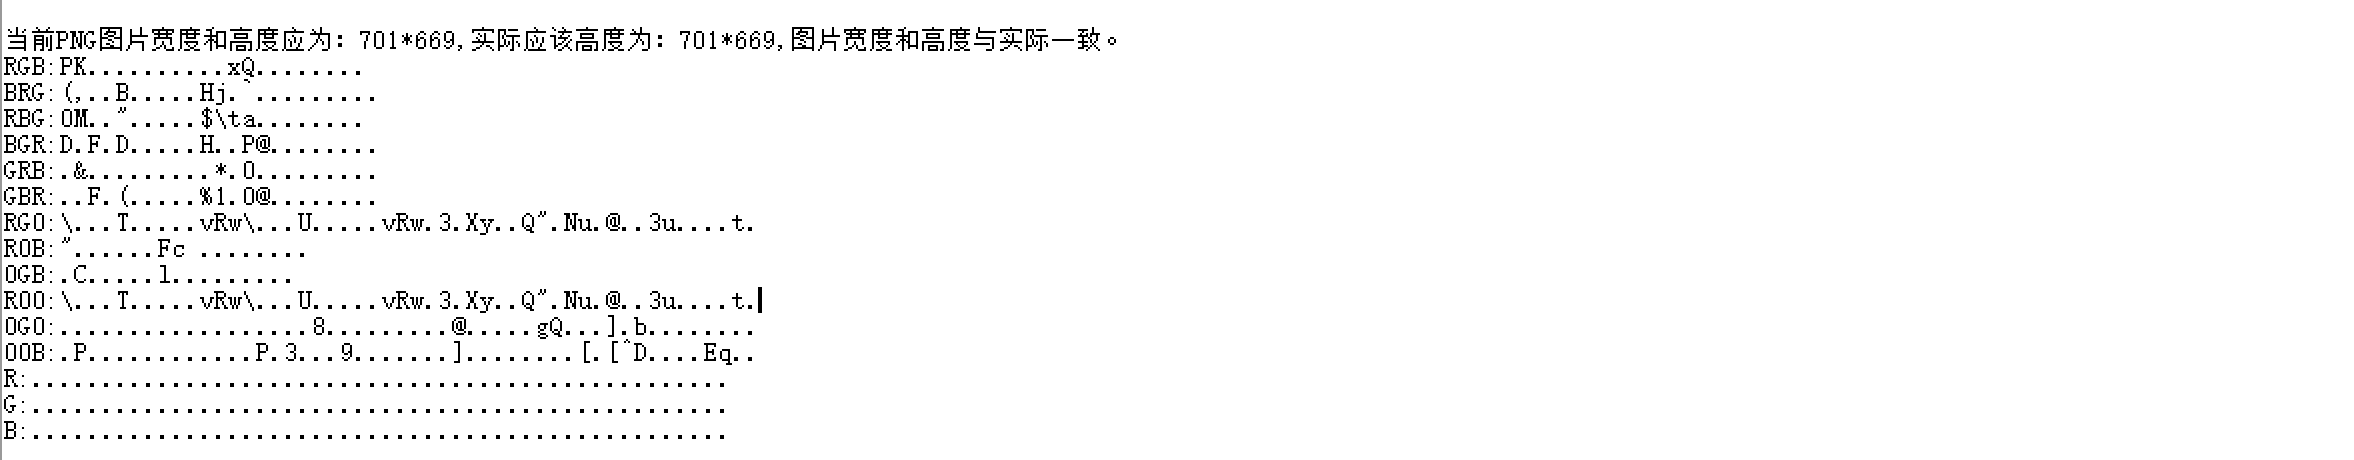 当前PNG图片宽度和高度应为：701*669,实际应该高度为：701*669,图片宽度和高度与实际一致。
RGB:PK..........xQ........
BRG:(,..B.....Hj.`.........
RBG:OM..".....$\ta........
BGR:D.F.D.....H..P@........
GRB:.&.........*.O.........
GBR:..F.(.....%1.0@........
RGO:\...T.....vRw\...U.....vRw.3.Xy..Q".Nu.@..3u....t.
ROB:"......Fc ........
OGB:.C.....l.........
ROO:\...T.....vRw\...U.....vRw.3.Xy..Q".Nu.@..3u....t.
OGO:..................8.........@.....gQ...].b........
OOB:.P............P.3...9.......]........[.[^D....Eq..
R:..................................................
G:..................................................
B:..................................................